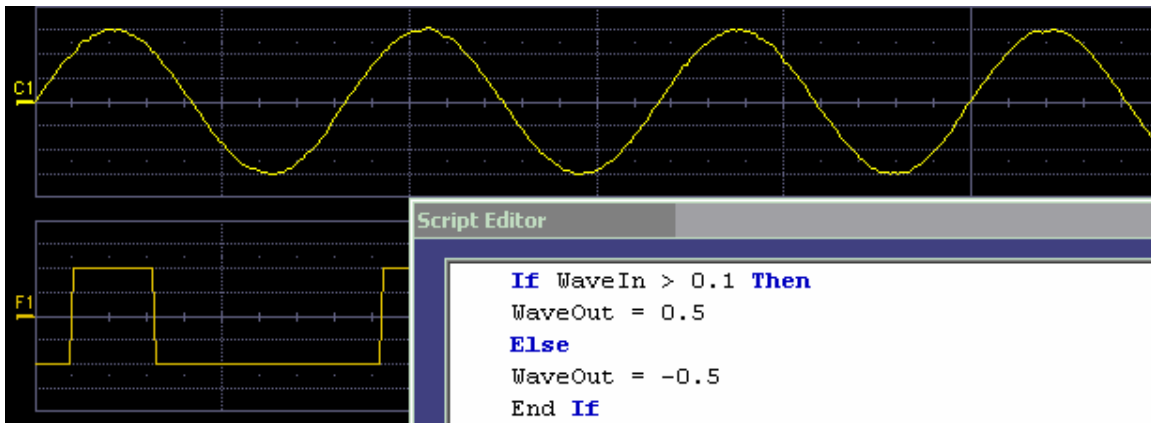 C1
F1
Script Editor
If WaveIn > 0.1 Then
WaveOut = 0.5
Else
WaveOut = -0.5
End If